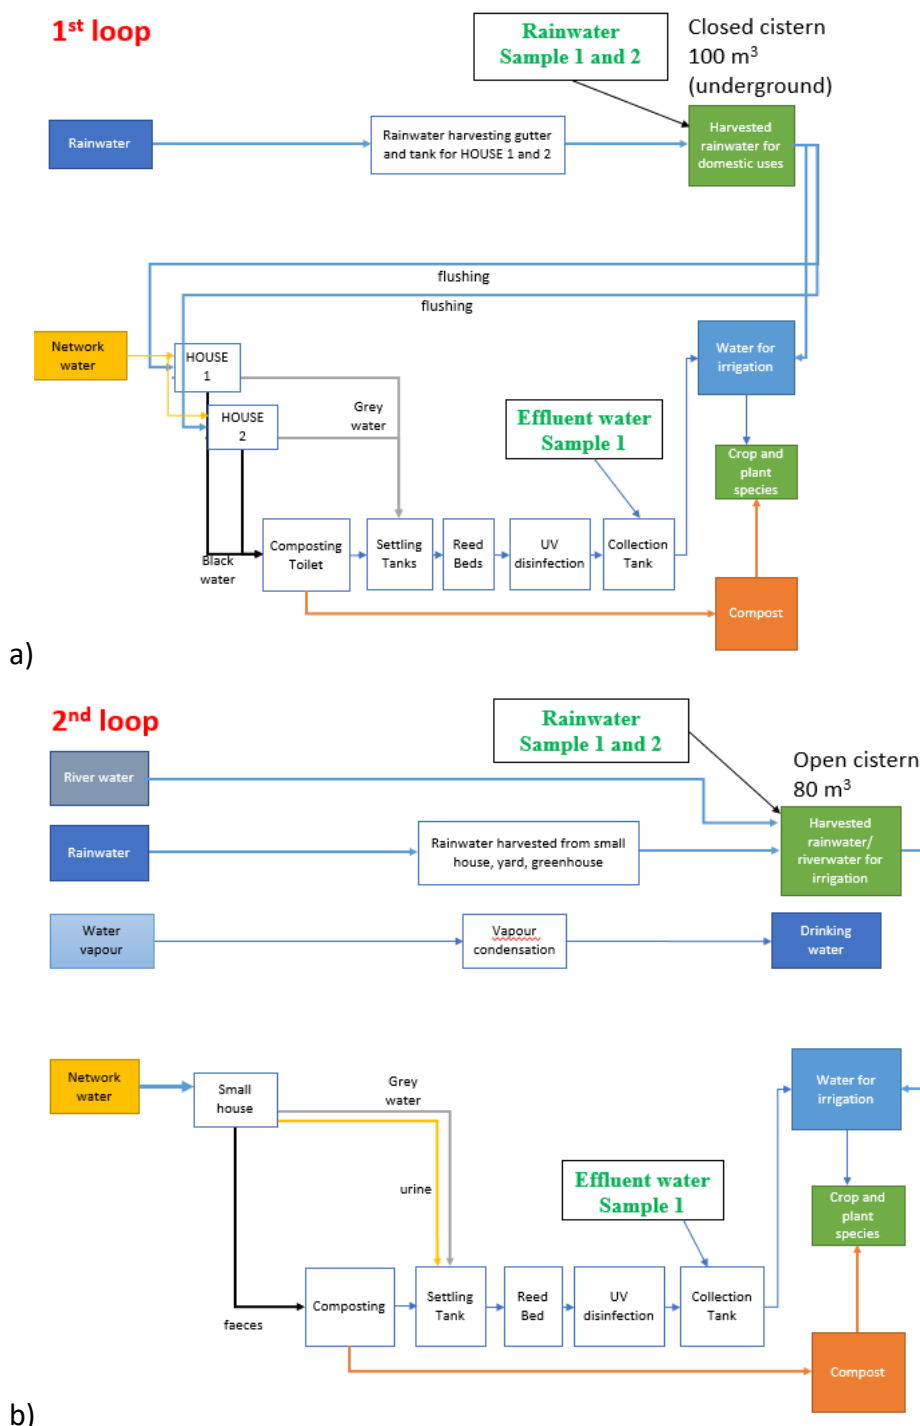 1st loop
Rainwater
Sample 1 and 2
Closed cistern
100 m³
(underground)
Rainwater
Rainwater harvesting gutter
and tank for HOUSE 1 and 2
Harvested
rainwater for
domestic uses
flushing
flushing
Network
water
HOUSE
1
Water for
irrigation
HOUSE
2
Grey
water
Effluent water
Sample 1
Crop and
plant
species
Black
water
Composting
Toilet
Settling
Tanks
Reed
Beds
UV
disinfection
Collection
Tank
Compost
a)
2nd loop
Rainwater
Sample 1 and 2
River water
Open cistern
80 m³
Rainwater
Rainwater harvested from small
house, yard, greenhouse
Harvested
rainwater/
riverwater for
irrigation
Water
vapour
Vapour
condensation
Drinking
water
Network
water
Small
house
Grey
water
Water for
irrigation
urine
Effluent water
Sample 1
Crop and
plant
species
faeces
Composting
Settling
Tank
Reed
Bed
UV
disinfection
Collection
Tank
Compost
b)